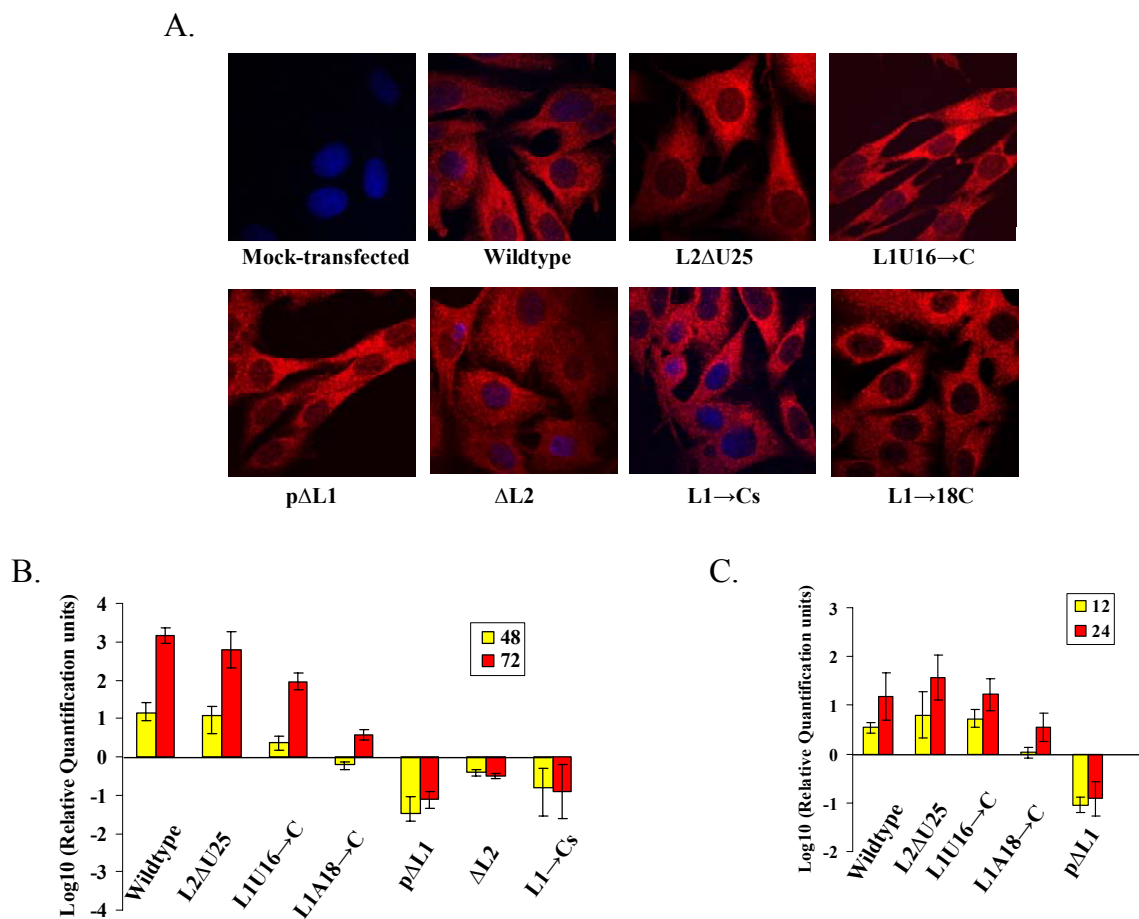 A.
Mock-transfected Wildtype L2ΔU25 L1U16→C
pΔL1 ΔL2 L1→Cs L1→18C
B.
Log10 (Relative Quantification units)
4
3
2
1
0
-1
-2
-3
-4
48
72
Wildtype
L2ΔU25
L1U16→C
L1A18→C
pΔL1
ΔL2
L1→Cs
C.
Log10 (Relative Quantification units)
3
2
1
0
-1
-2
12
24
Wildtype
L2ΔU25
L1U16→C
L1A18→C
pΔL1